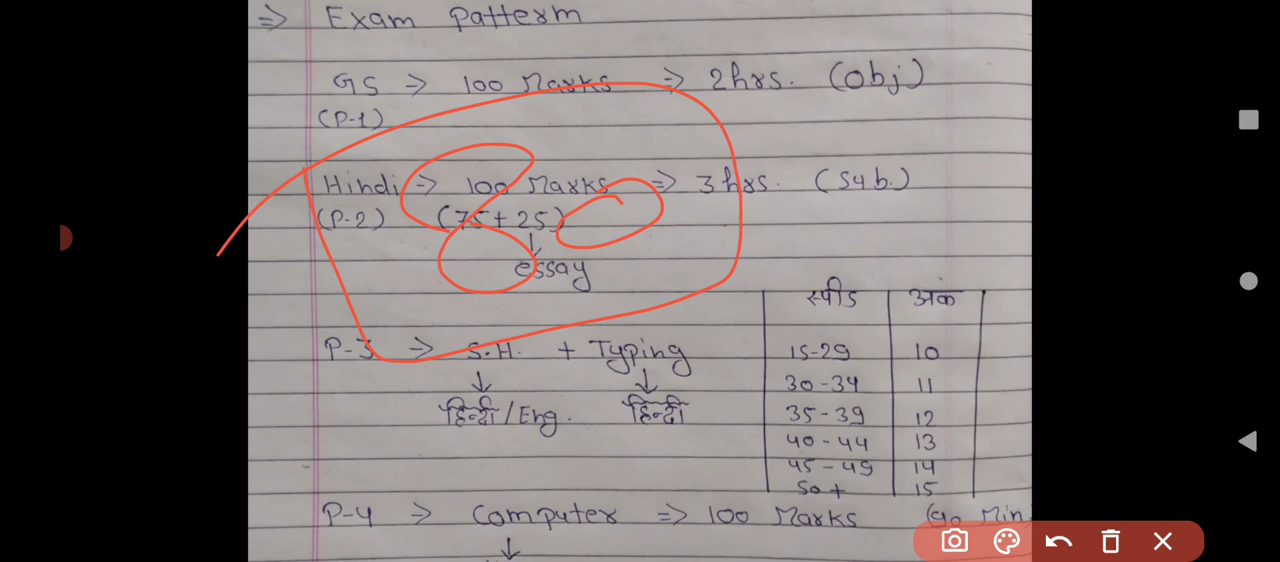 ⇒ Exam Pattern
GS ⇒ 100 Marks ⇒ 2hrs. (Obj)
(P-1)
Hindi ⇒ 100 Marks ⇒ 3hrs. (Sub.)
(P-2) (75+25)
↓
essay
स्पीड अंक
P-3 ⇒ S.H. + Typing
15-29 10
↓ ↓
30-34 11
हिन्दी/Eng. हिन्दी
35-39 12
40-44 13
45-49 14
50+ 15
P-4 ⇒ Computer ⇒ 100 Marks (90 Min
↓